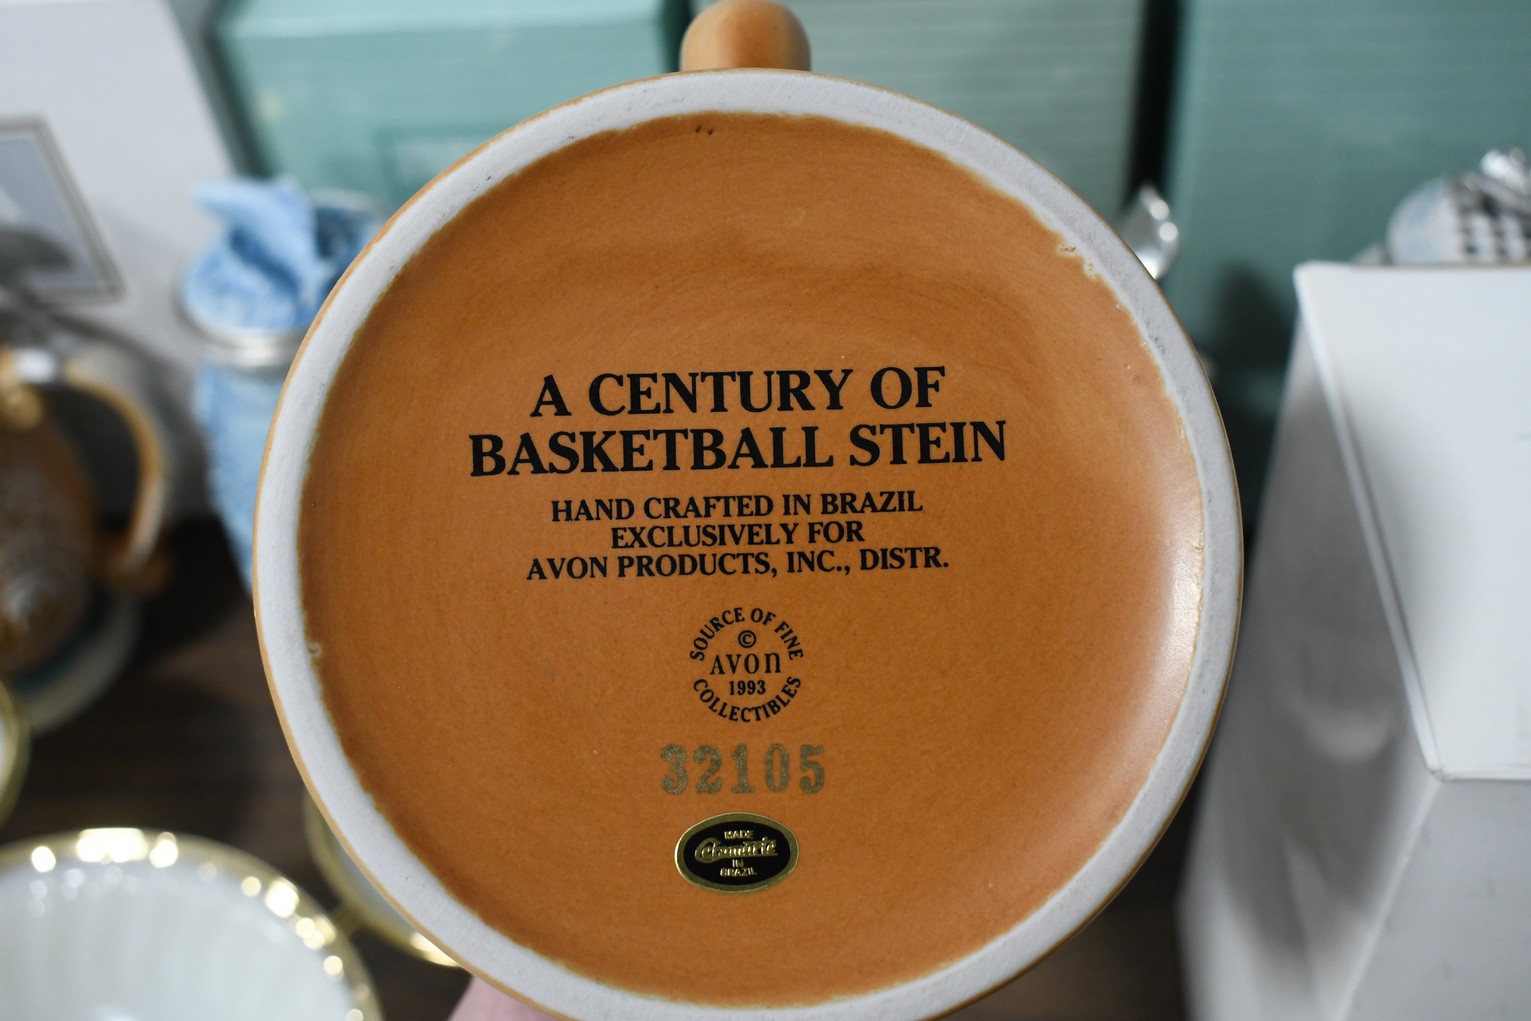 A CENTURY OF
BASKETBALL STEIN
HAND CRAFTED IN BRAZIL
EXCLUSIVELY FOR
AVON PRODUCTS, INC., DISTR.
SOURCE OF FINE
©
AVON
1993
COLLECTIBLES
32105
MADE
Ceramarte
IN
BRAZIL